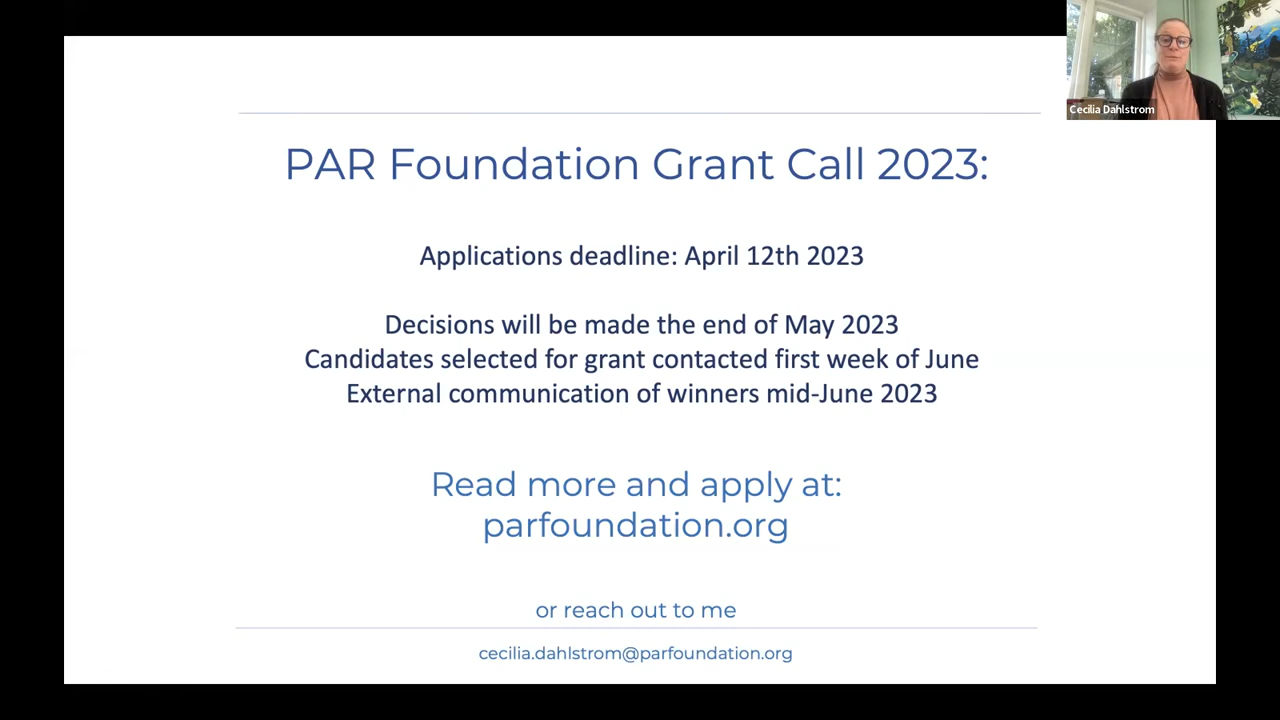 Cecilia Dahlstrom
PAR Foundation Grant Call 2023:
Applications deadline: April 12th 2023
Decisions will be made the end of May 2023
Candidates selected for grant contacted first week of June
External communication of winners mid-June 2023
Read more and apply at:
parfoundation.org
or reach out to me
cecilia.dahlstrom@parfoundation.org